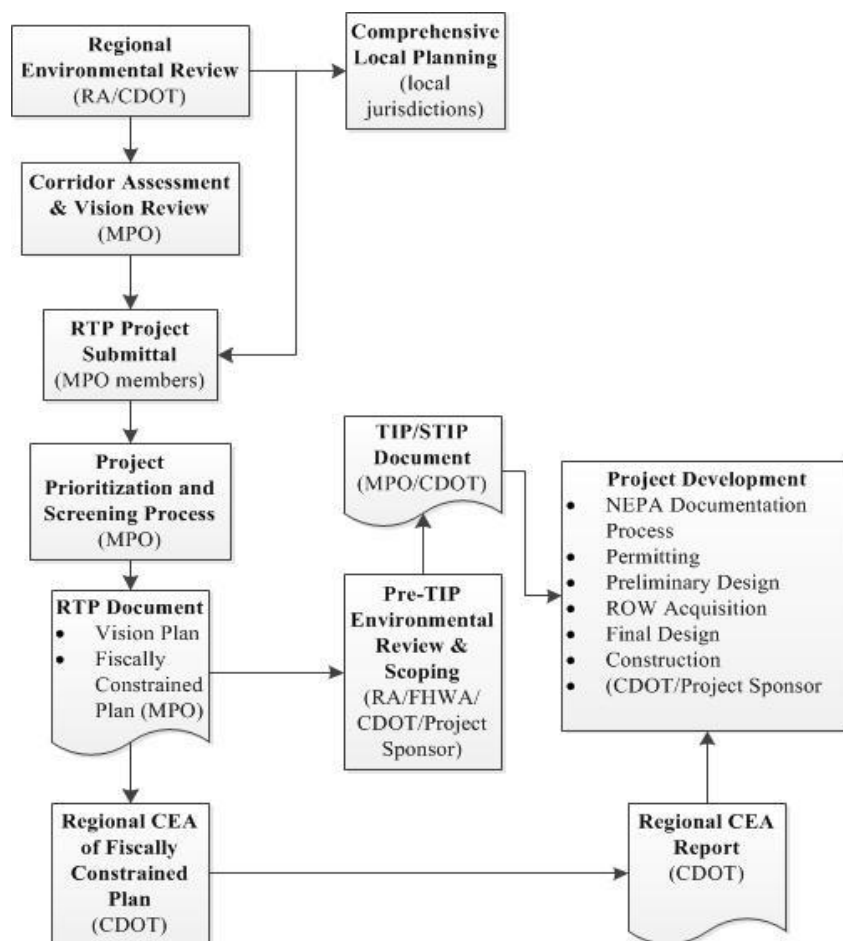 Regional
Environmental Review
(RA/CDOT)
Comprehensive
Local Planning
(local
jurisdictions)
Corridor Assessment
& Vision Review
(MPO)
RTP Project
Submittal
(MPO members)
Project
Prioritization and
Screening Process
(MPO)
RTP Document
• Vision Plan
• Fiscally
Constrained
Plan (MPO)
TIP/STIP
Document
(MPO/CDOT)
Pre-TIP
Environmental
Review &
Scoping
(RA/FHWA/
CDOT/Project
Sponsor)
Project Development
• NEPA Documentation
Process
• Permitting
• Preliminary Design
• ROW Acquisition
• Final Design
• Construction
• (CDOT/Project Sponsor
Regional CEA
of Fiscally
Constrained
Plan
(CDOT)
Regional CEA
Report
(CDOT)